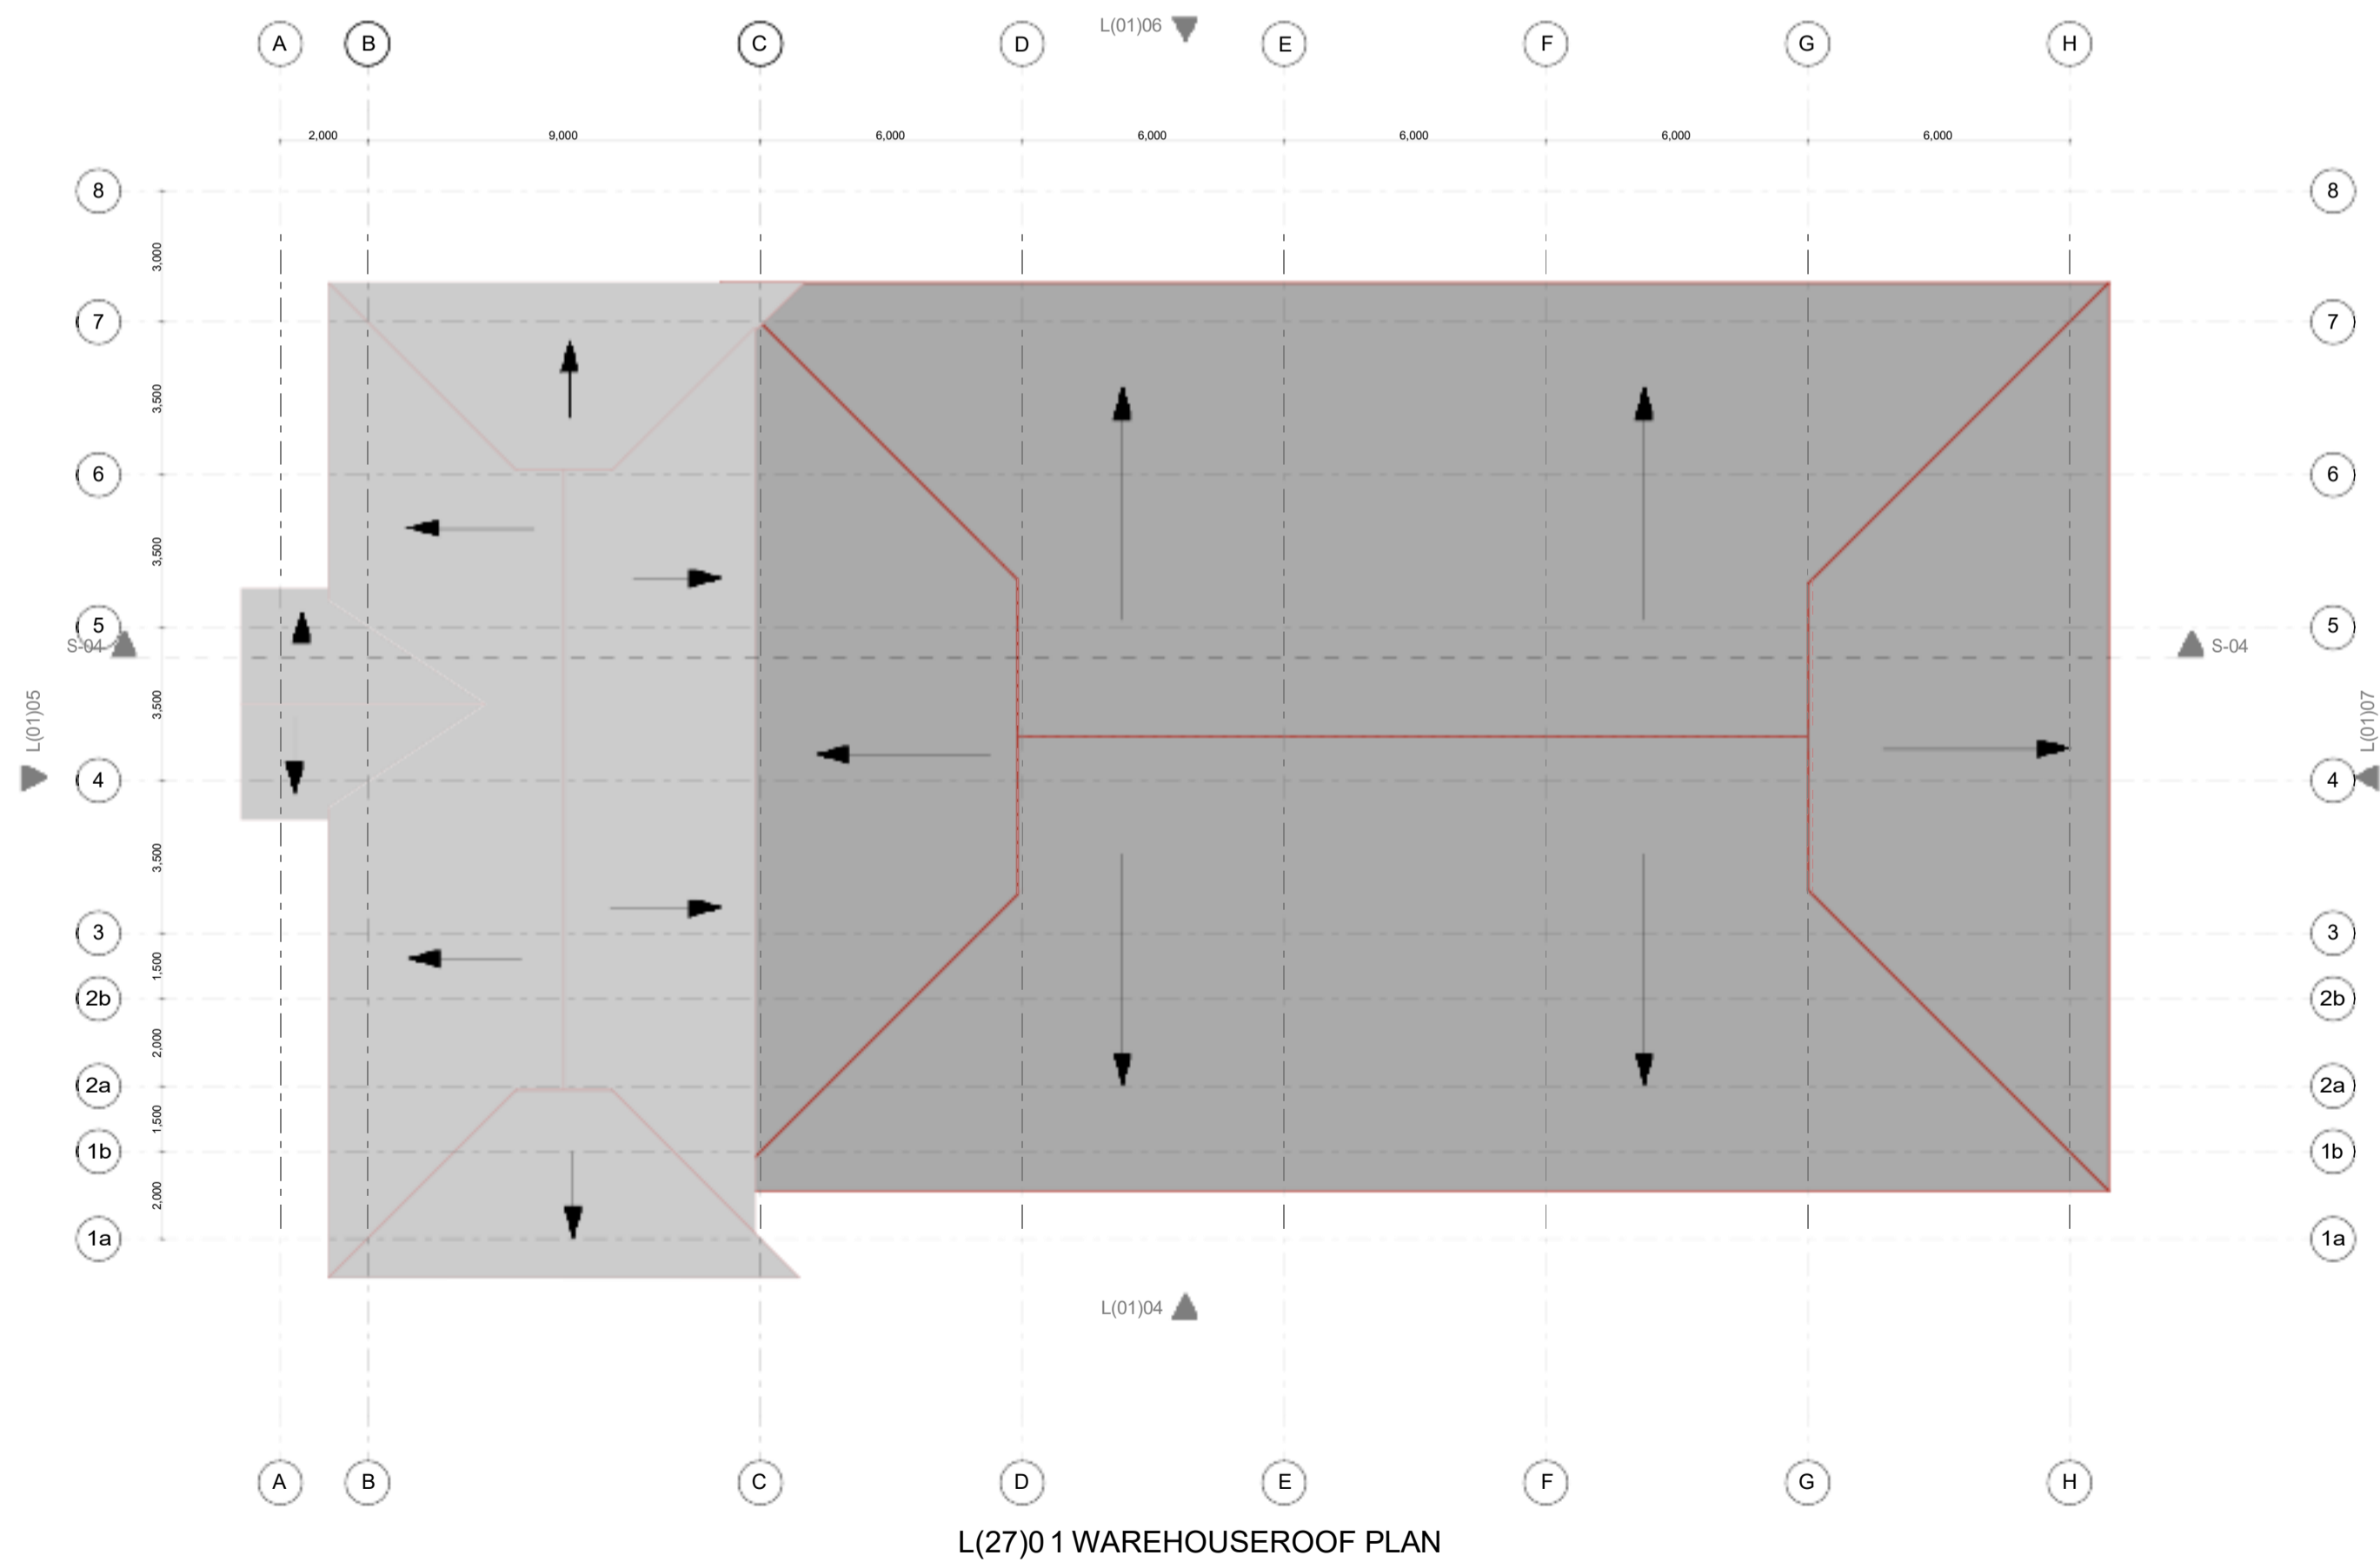 L(01)06
A B C D E F G H
2,000 9,000 6,000 6,000 6,000 6,000 6,000
8 8
3,000
7 7
3,500
6 6
3,500
5 5
S-04 S-04
L(01)05 3,500 L(01)07
4 4
3,500
3 3
1,500
2b 2b
2,000
2a 2a
1,500
1b 1b
2,000
1a 1a
L(01)04
A B C D E F G H
L(27)0 1 WAREHOUSEROOF PLAN